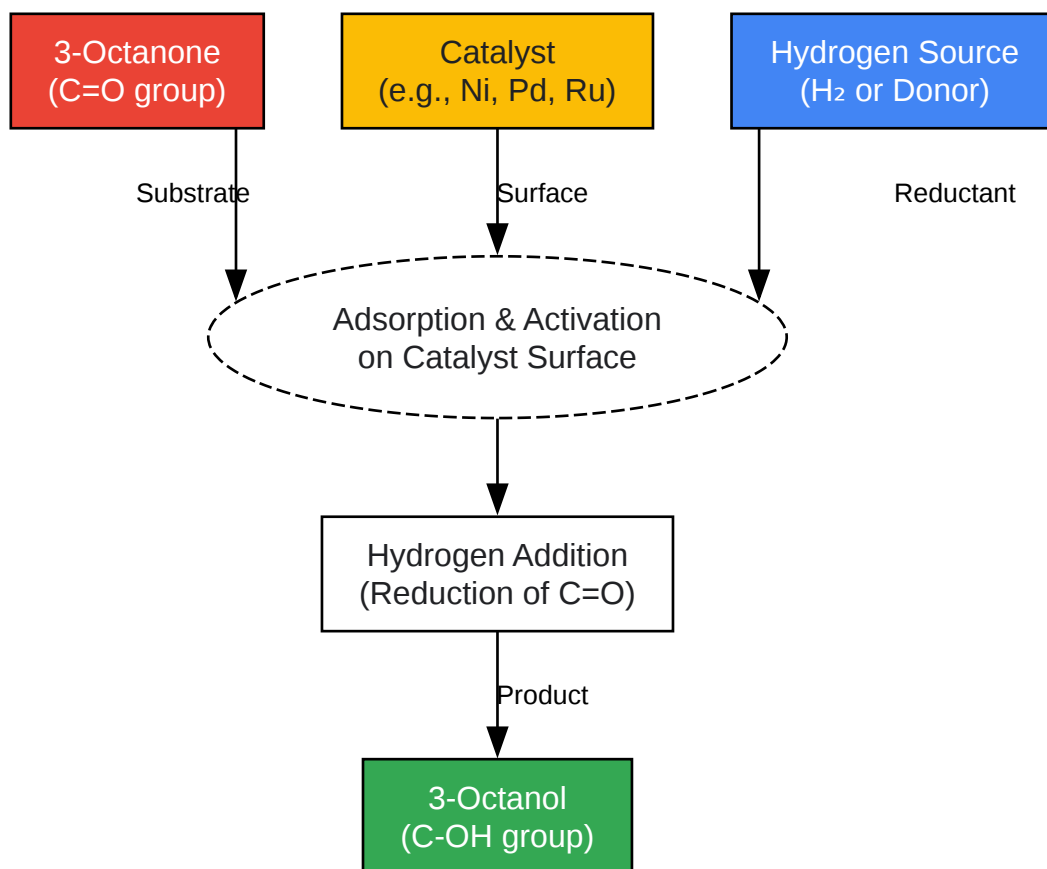 3-Octanone
(C=O group)
Catalyst
(e.g., Ni, Pd, Ru)
Hydrogen Source
(H₂ or Donor)
Substrate
Surface
Reductant
Adsorption & Activation
on Catalyst Surface
Hydrogen Addition
(Reduction of C=O)
Product
3-Octanol
(C-OH group)